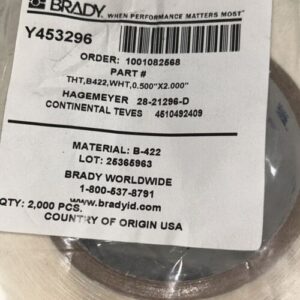 BRADY
WHEN PERFORMANCE MATTERS MOST™
Y453296
ORDER: 1001082568
PART #
THT,B422,WHT,0.500"X2.000"
HAGEMEYER 28-21296-D
CONTINENTAL TEVES 4510492409
MATERIAL: B-422
LOT: 25365963
BRADY WORLDWIDE
1-800-537-8791
www.bradyid.com
QTY: 2,000 PCS.
COUNTRY OF ORIGIN USA